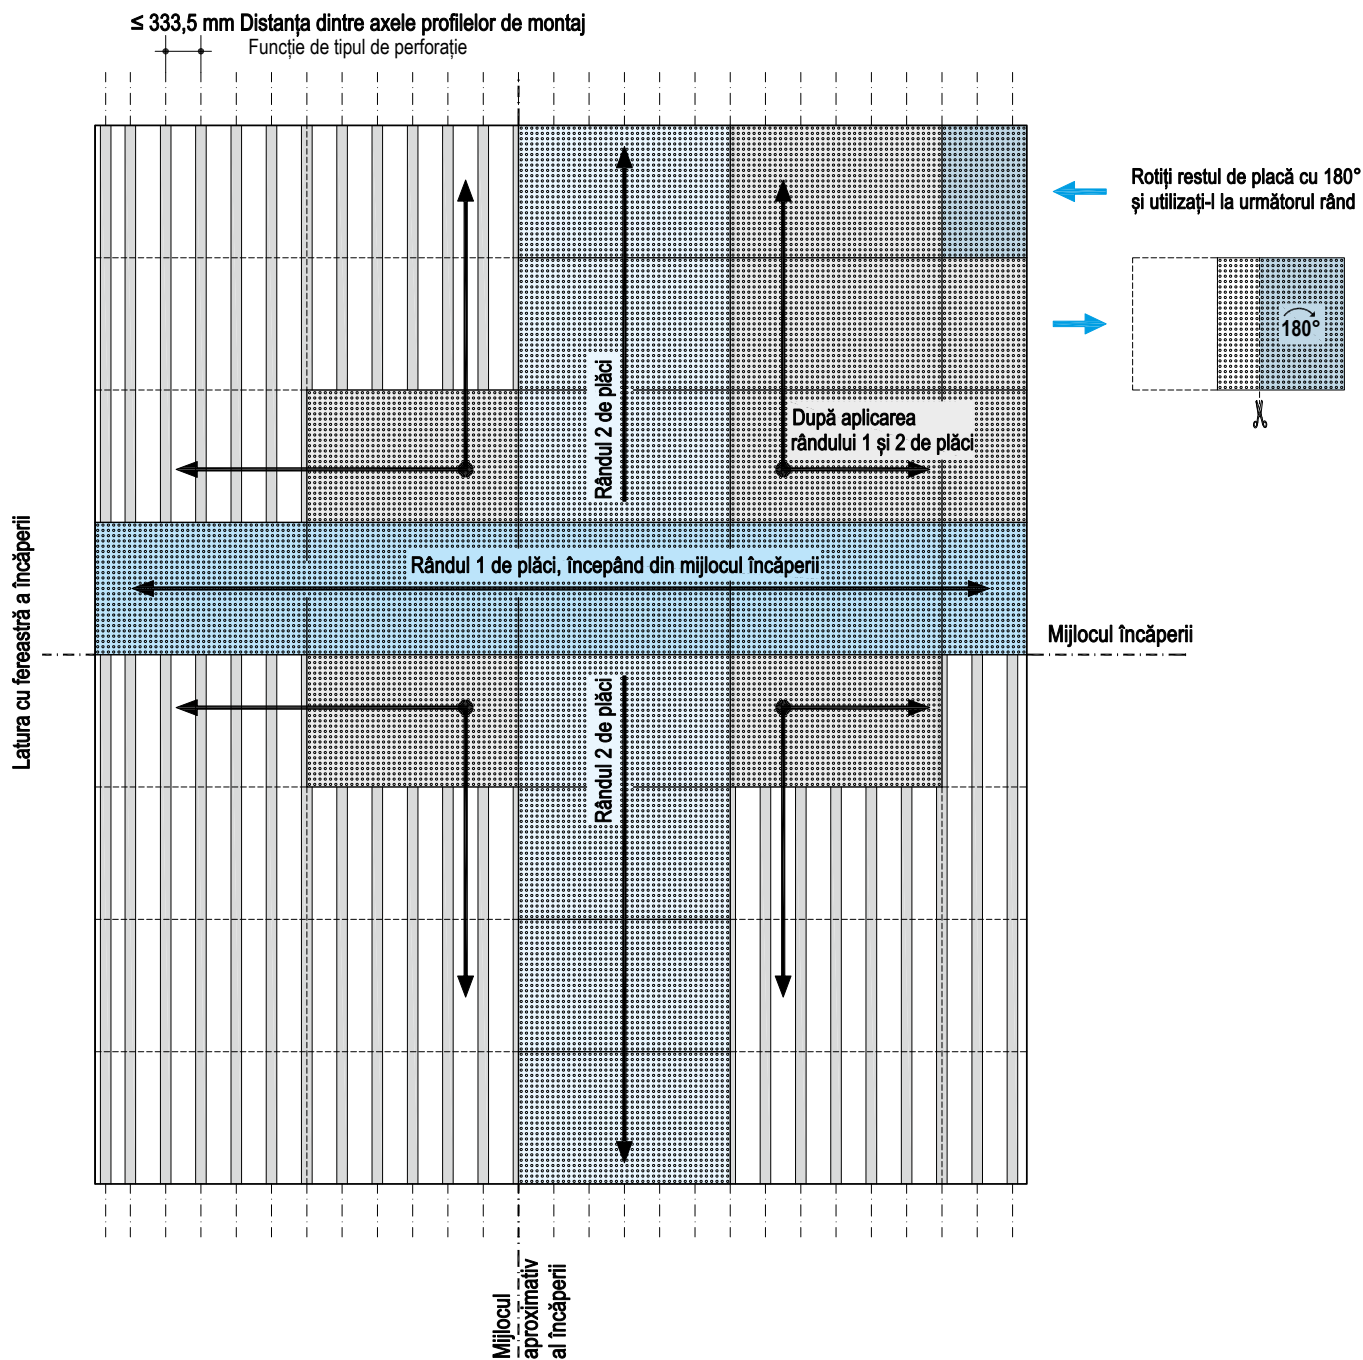 ≤ 333,5 mm Distanța dintre axele profilelor de montaj
Funcție de tipul de perforație
Rotiți restul de placă cu 180°
și utilizați-l la următorul rând
180°
Rândul 2 de plăci
După aplicarea
rândului 1 și 2 de plăci
Latura cu fereastră a încăperii
Rândul 1 de plăci, începând din mijlocul încăperii
Mijlocul încăperii
Rândul 2 de plăci
Mijlocul
aproximativ
al încăperii